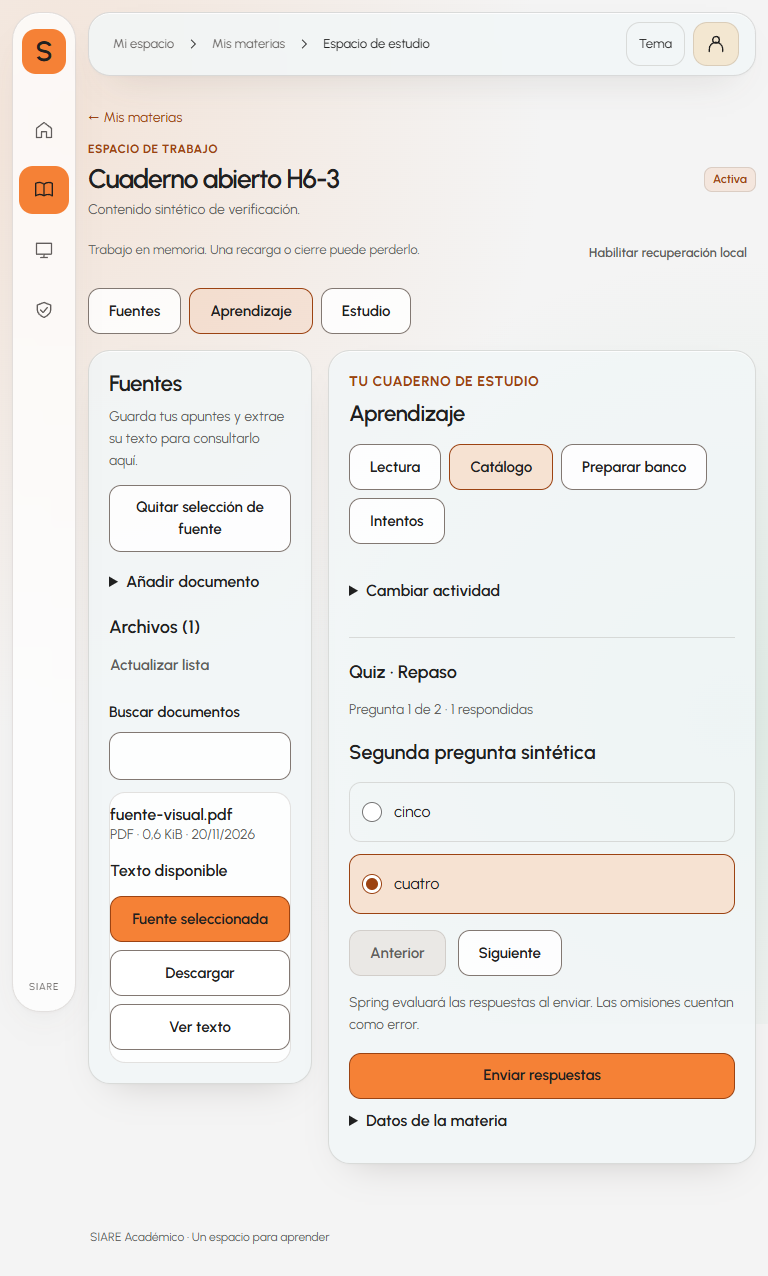 S
Mi espacio > Mis materias > Espacio de estudio
Tema
← Mis materias
ESPACIO DE TRABAJO
Cuaderno abierto H6-3
Activa
Contenido sintético de verificación.
Trabajo en memoria. Una recarga o cierre puede perderlo.
Habilitar recuperación local
Fuentes
Aprendizaje
Estudio
Fuentes
Guarda tus apuntes y extrae
su texto para consultarlo
aquí.
Quitar selección de
fuente
Añadir documento
Archivos (1)
Actualizar lista
Buscar documentos
fuente-visual.pdf
PDF · 0,6 KiB · 20/11/2026
Texto disponible
Fuente seleccionada
Descargar
Ver texto
TU CUADERNO DE ESTUDIO
Aprendizaje
Lectura
Catálogo
Preparar banco
Intentos
Cambiar actividad
Quiz · Repaso
Pregunta 1 de 2 · 1 respondidas
Segunda pregunta sintética
cinco
cuatro
Anterior
Siguiente
Spring evaluará las respuestas al enviar. Las omisiones cuentan
como error.
Enviar respuestas
Datos de la materia
SIARE
SIARE Académico · Un espacio para aprender